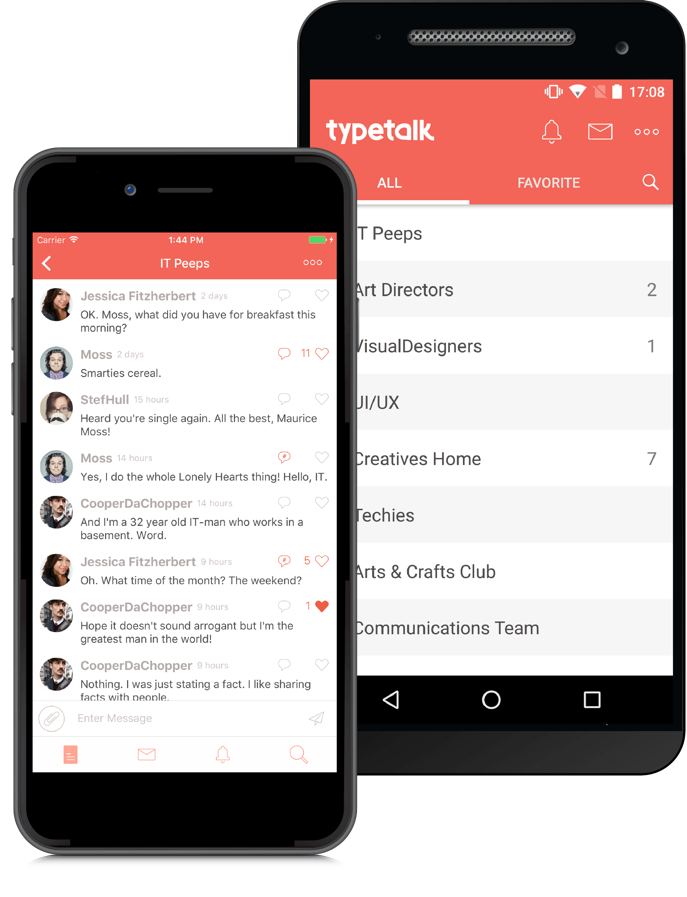 Carrier 1:44 PM
IT Peeps
Jessica Fitzherbert 2 days
OK. Moss, what did you have for breakfast this
morning?
Moss 2 days 11
Smarties cereal.
StefHull 15 hours
Heard you're single again. All the best, Maurice
Moss!
Moss 14 hours
Yes, I do the whole Lonely Hearts thing! Hello, IT.
CooperDaChopper 14 hours
And I'm a 32 year old IT-man who works in a
basement. Word.
Jessica Fitzherbert 9 hours 5
Oh. What time of the month? The weekend?
CooperDaChopper 9 hours 1
Hope it doesn't sound arrogant but I'm the
greatest man in the world!
CooperDaChopper 9 hours
Nothing. I was just stating a fact. I like sharing
facts with people.
Enter Message
17:08
typetalk
ALL FAVORITE
IT Peeps
Art Directors 2
VisualDesigners 1
UI/UX
Creatives Home 7
Techies
Arts & Crafts Club
Communications Team